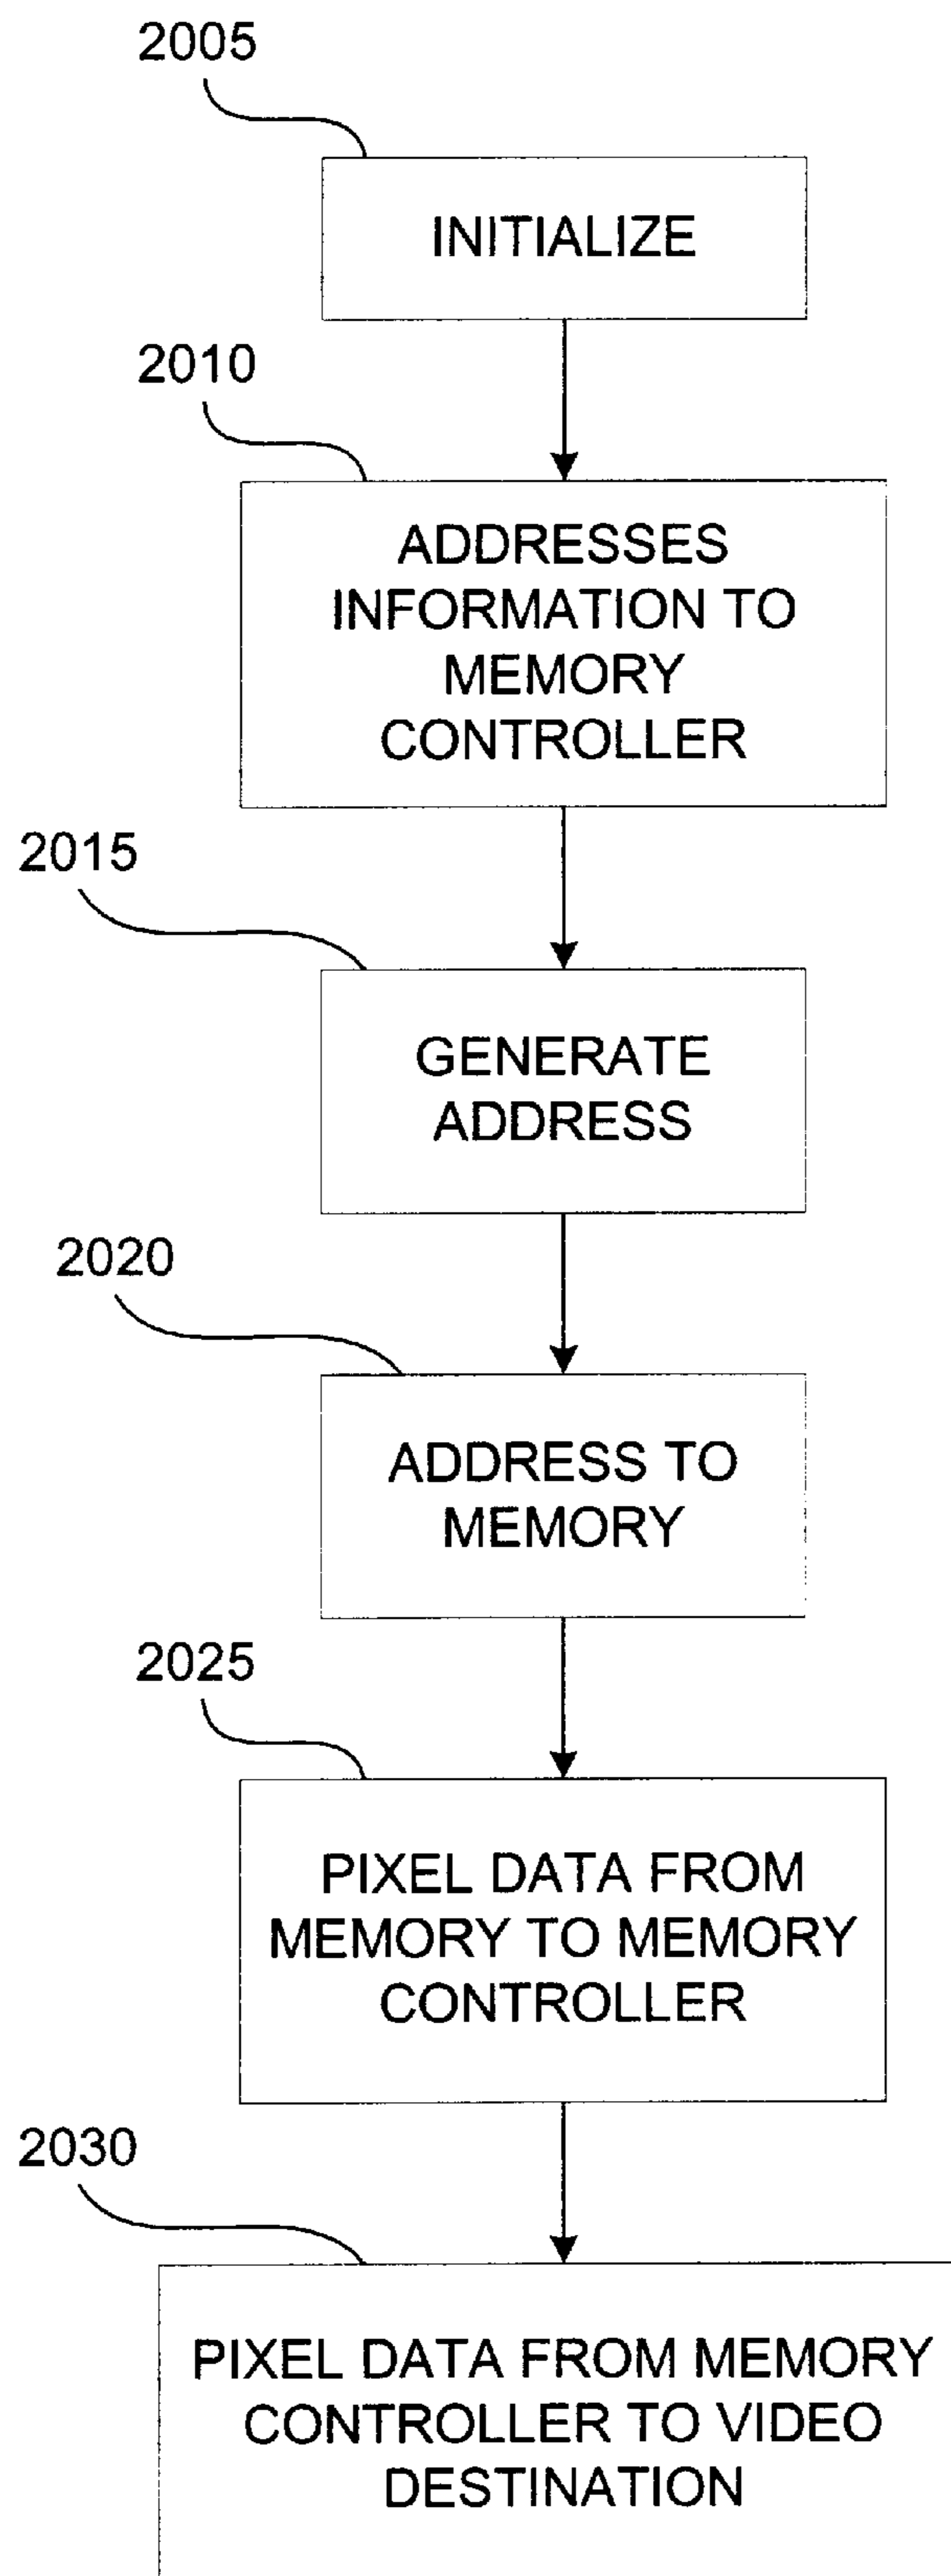 2005
INITIALIZE
2010
ADDRESSES
INFORMATION TO
MEMORY
CONTROLLER
2015
GENERATE
ADDRESS
2020
ADDRESS TO
MEMORY
2025
PIXEL DATA FROM
MEMORY TO MEMORY
CONTROLLER
2030
PIXEL DATA FROM MEMORY
CONTROLLER TO VIDEO
DESTINATION